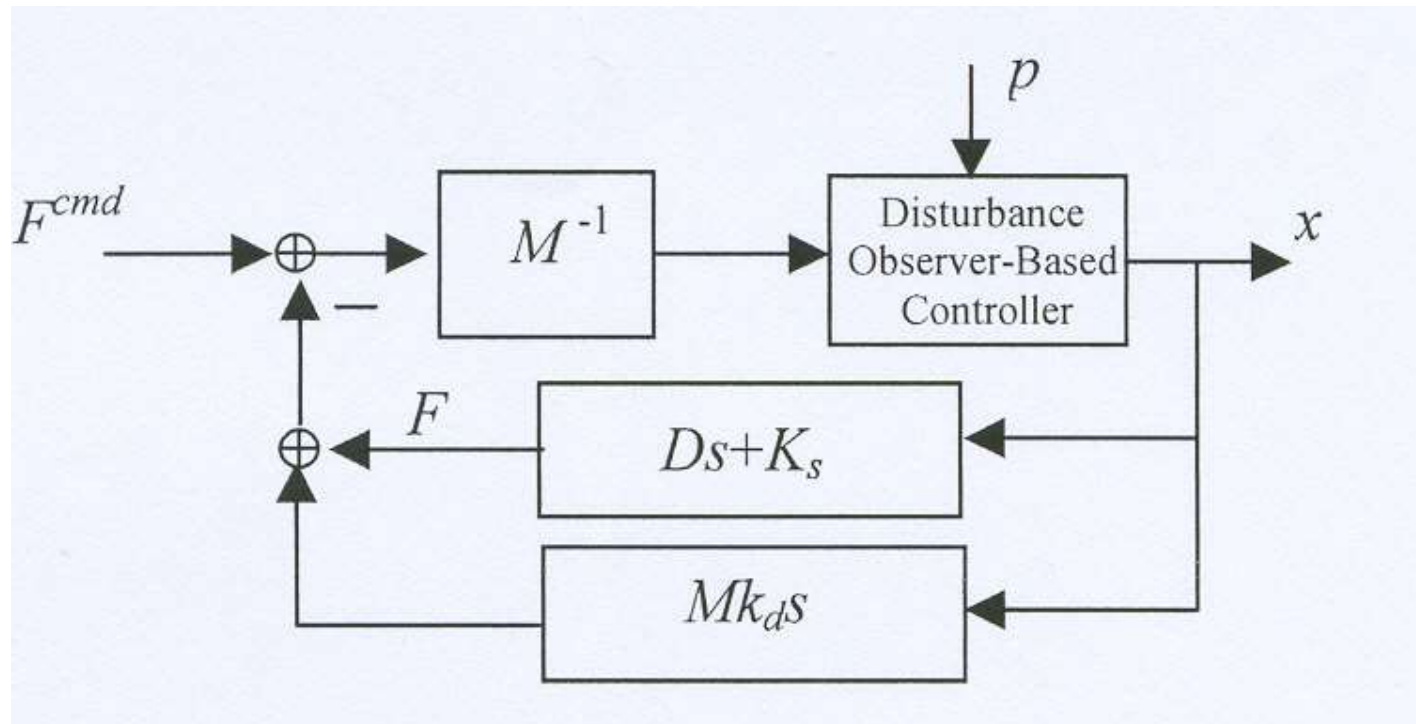 p
F^{cmd}
M^{-1}
Disturbance
Observer-Based
Controller
x
−
F
Ds+K_s
Mk_ds